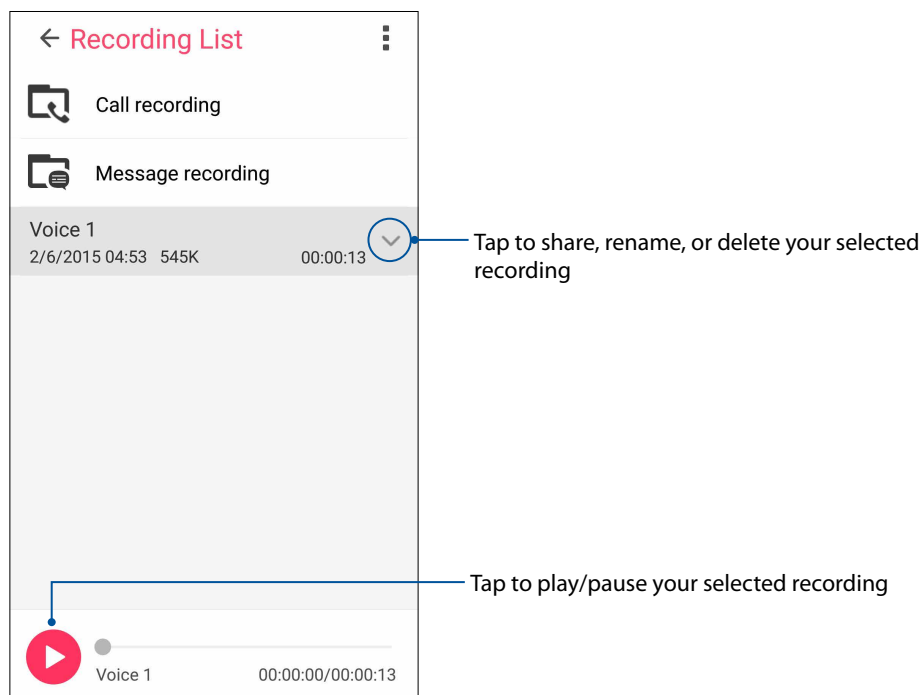 Recording List
Call recording
Message recording
Voice 1
2/6/2015 04:53 545K 00:00:13
Tap to share, rename, or delete your selected
recording
Tap to play/pause your selected recording
Voice 1 00:00:00/00:00:13